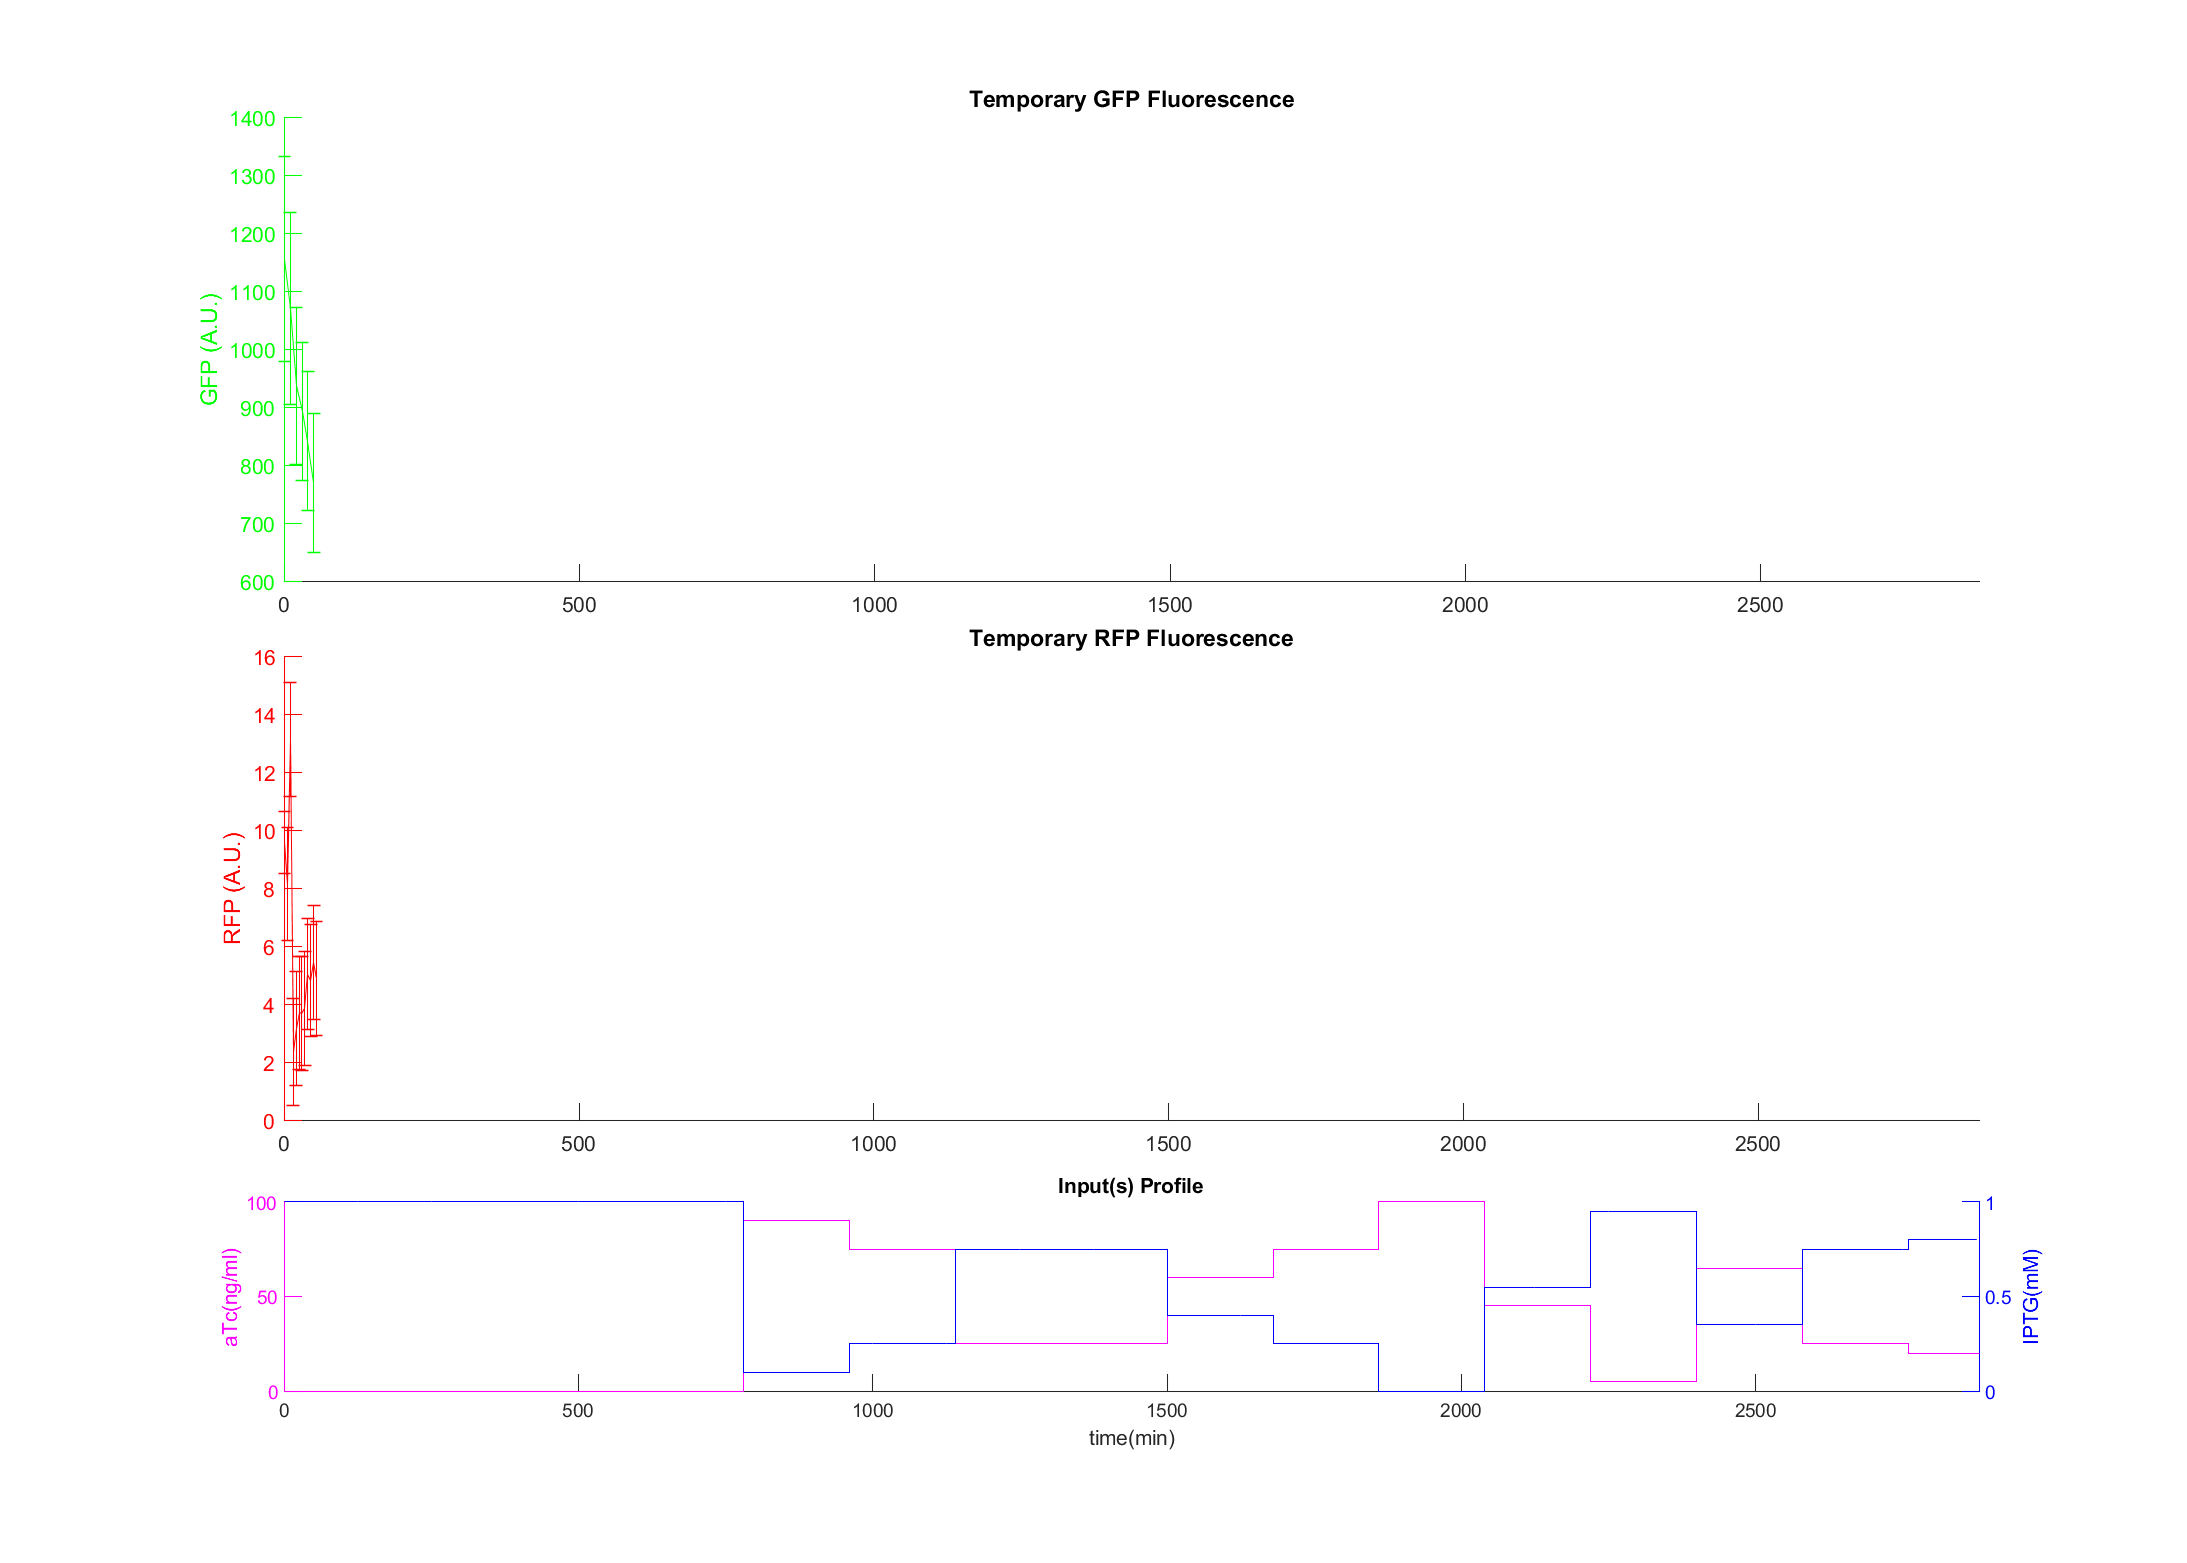 Temporary GFP Fluorescence
1400
1300
1200
1100
1000
900
800
700
600
GFP (A.U.)
0 500 1000 1500 2000 2500
Temporary RFP Fluorescence
16
14
12
10
8
6
4
2
0
RFP (A.U.)
0 500 1000 1500 2000 2500
Input(s) Profile
100
50
0
aTc(ng/ml)
1
0.5
0
IPTG(mM)
0 500 1000 1500 2000 2500
time(min)